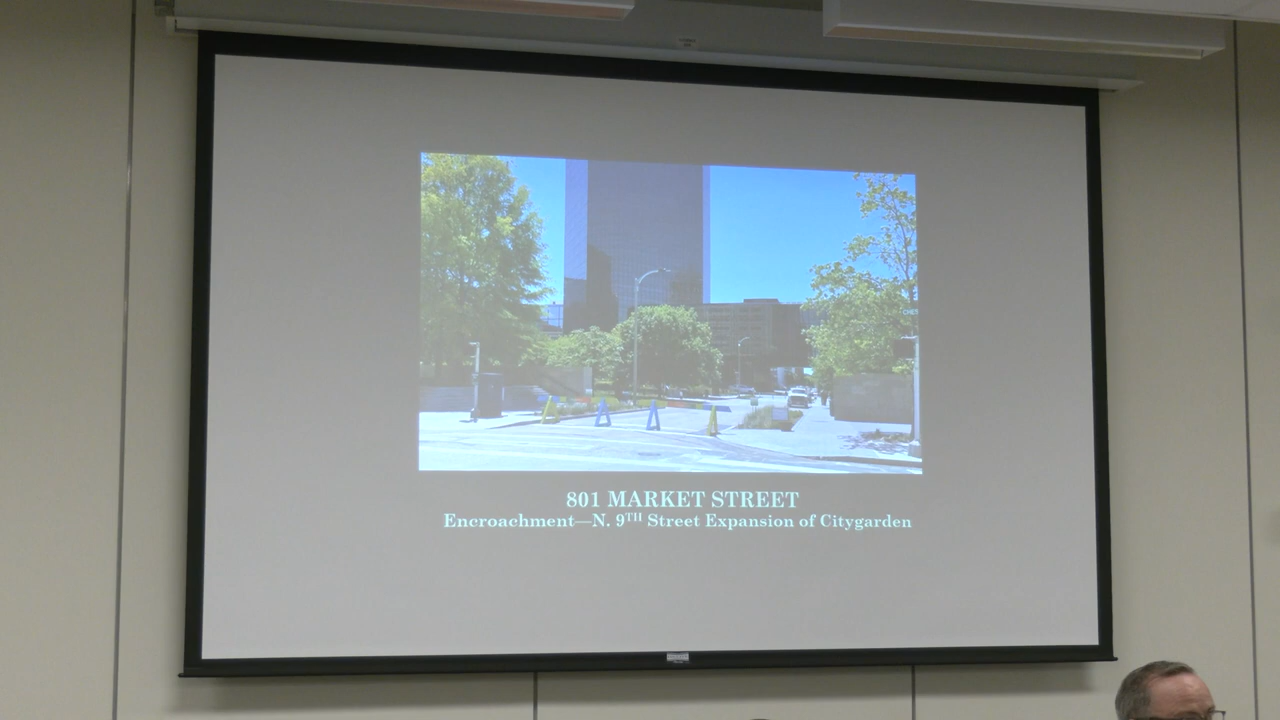 801 MARKET STREET
Encroachment—N. 9TH Street Expansion of Citygarden